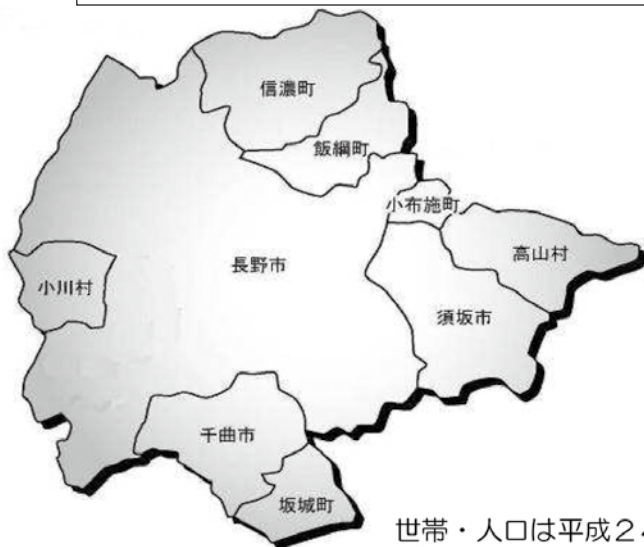 信濃町
飯綱町
小布施町
高山村
長野市
小川村
須坂市
千曲市
坂城町
世帯・人口は平成2